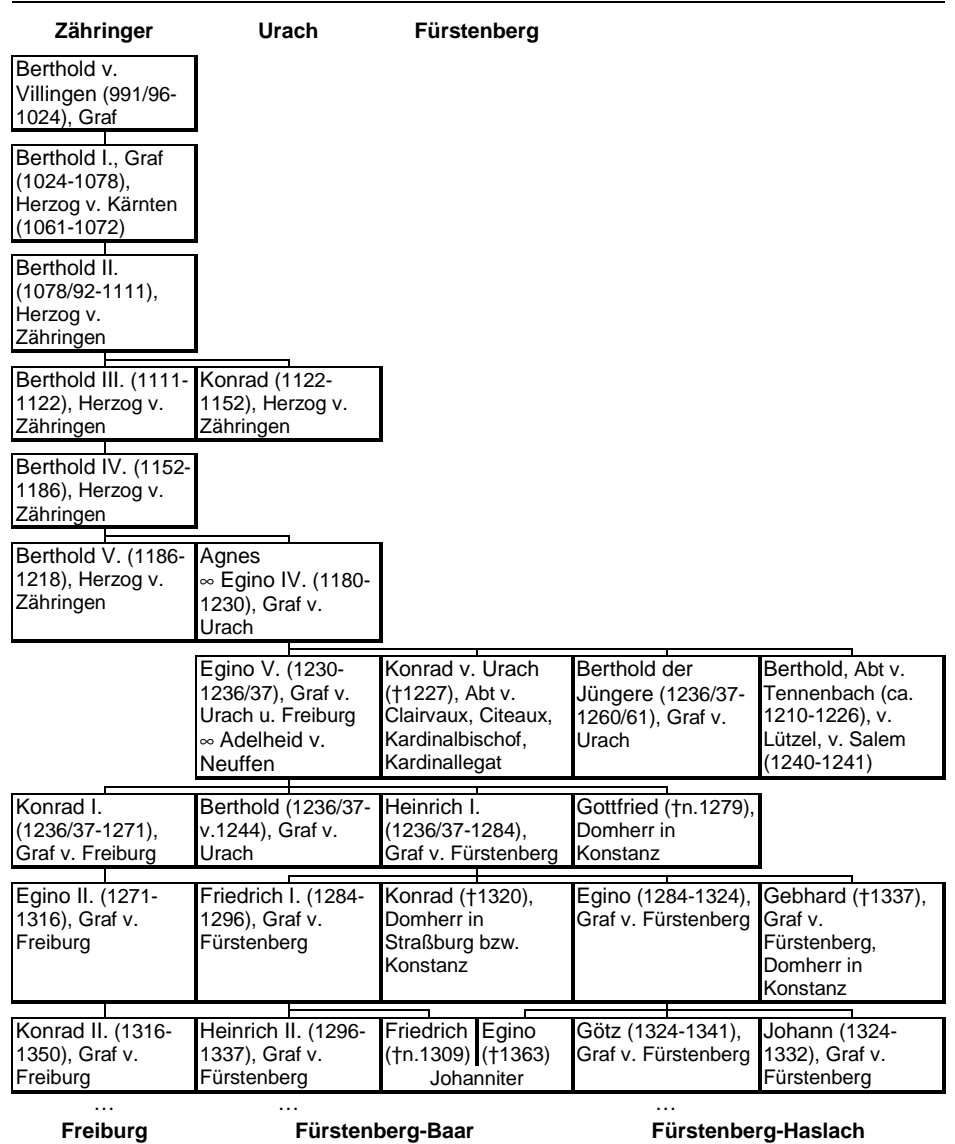 Zähringer Urach Fürstenberg
Berthold v.
Villingen (991/96-
1024), Graf
Berthold I., Graf
(1024-1078),
Herzog v. Kärnten
(1061-1072)
Berthold II.
(1078/92-1111),
Herzog v.
Zähringen
Berthold III. (1111-
1122), Herzog v.
Zähringen
Konrad (1122-
1152), Herzog v.
Zähringen
Berthold IV. (1152-
1186), Herzog v.
Zähringen
Berthold V. (1186-
1218), Herzog v.
Zähringen
Agnes
∞ Egino IV. (1180-
1230), Graf v.
Urach
Egino V. (1230-
1236/37), Graf v.
Urach u. Freiburg
∞ Adelheid v.
Neuffen
Konrad v. Urach
(†1227), Abt v.
Clairvaux, Citeaux,
Kardinalbischof,
Kardinallegat
Berthold der
Jüngere (1236/37-
1260/61), Graf v.
Urach
Berthold, Abt v.
Tennenbach (ca.
1210-1226), v.
Lützel, v. Salem
(1240-1241)
Konrad I.
(1236/37-1271),
Graf v. Freiburg
Berthold (1236/37-
v.1244), Graf v.
Urach
Heinrich I.
(1236/37-1284),
Graf v. Fürstenberg
Gottfried (†n.1279),
Domherr in
Konstanz
Egino II. (1271-
1316), Graf v.
Freiburg
Friedrich I. (1284-
1296), Graf v.
Fürstenberg
Konrad (†1320),
Domherr in
Straßburg bzw.
Konstanz
Egino (1284-1324),
Graf v. Fürstenberg
Gebhard (†1337),
Graf v.
Fürstenberg,
Domherr in
Konstanz
Konrad II. (1316-
1350), Graf v.
Freiburg
Heinrich II. (1296-
1337), Graf v.
Fürstenberg
Friedrich Egino
(†n.1309) (†1363)
Johanniter
Götz (1324-1341),
Graf v. Fürstenberg
Johann (1324-
1332), Graf v.
Fürstenberg
… … …
Freiburg Fürstenberg-Baar Fürstenberg-Haslach